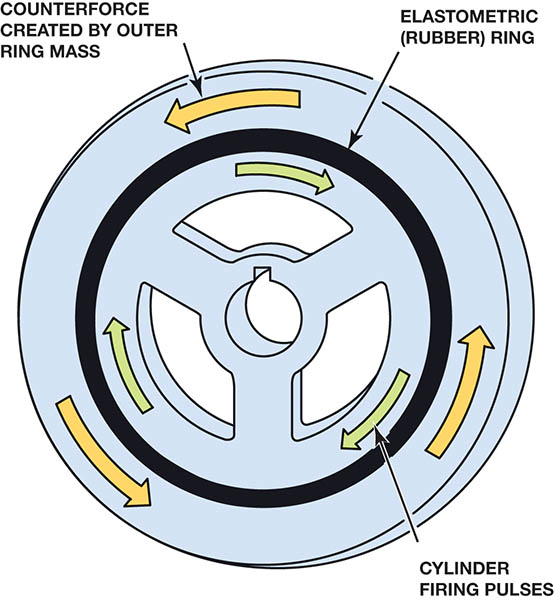 COUNTERFORCE
CREATED BY OUTER
RING MASS
ELASTOMETRIC
(RUBBER) RING
CYLINDER
FIRING PULSES